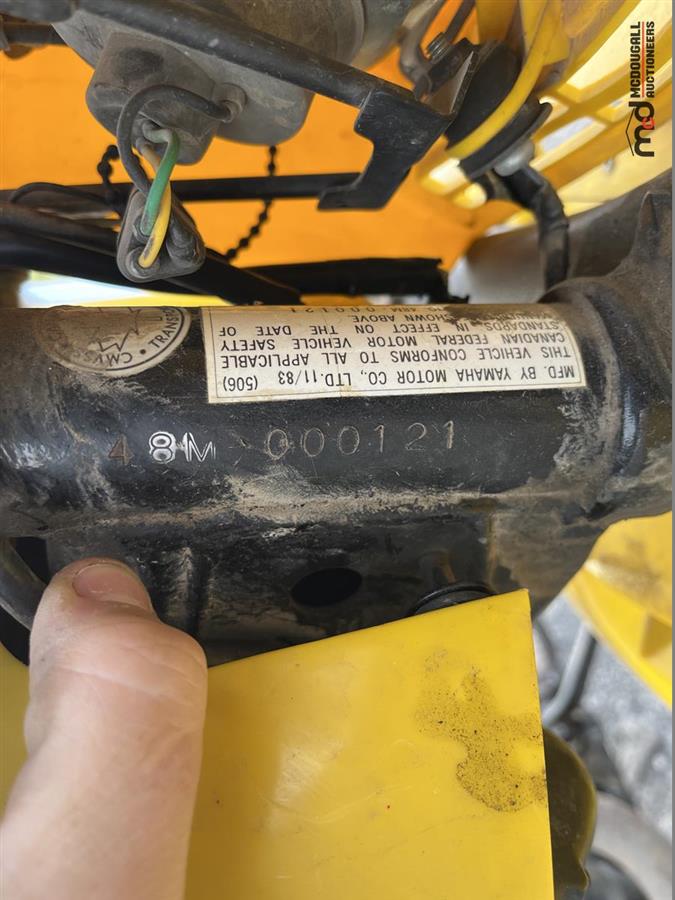 MCDOUGALL
AUCTIONEERS
MFD. BY YAMAHA MOTOR CO., LTD. 11/83 (506)
THIS VEHICLE CONFORMS TO ALL APPLICABLE
CANADIAN FEDERAL MOTOR VEHICLE SAFETY
STANDARDS IN EFFECT ON THE DATE OF
SHOWN ABOVE.
48M 000121